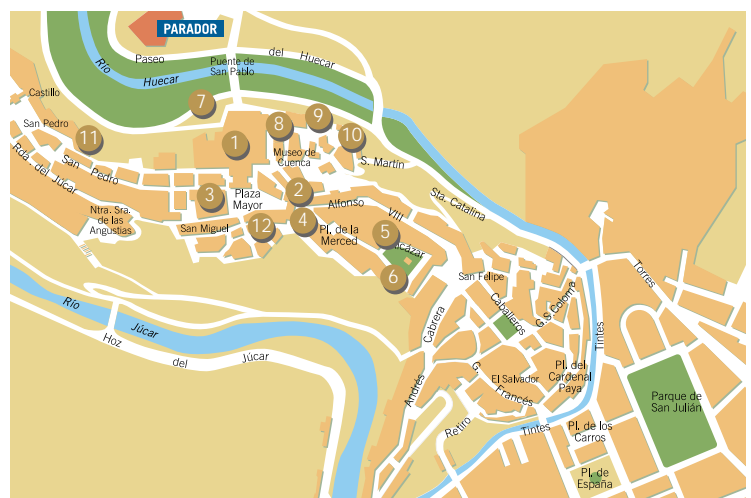 PARADOR
Paseo
del Huecar
Río
Huecar
Puente de
San Pablo
Castillo
San Pedro
7
9
8
10
11
1
Museo de
Cuenca
S. Martín
San Pedro
Rda. del Júcar
3
Plaza
Mayor
2
Alfonso VIII
Sta. Catalina
Ntra. Sra.
de las
Angustias
San Miguel
12
4
Pl. de la
Merced
5
6
San Felipe
Torres
Caballeros
G.S Coloma
Río
Júcar
Hoz del Júcar
Andrés Cabrera
Tintes
G. Francés
El Salvador
Pl. del
Cardenal
Paya
Parque de
San Julián
Retiro
Tintes
Pl. de los
Carros
Pl. de
España